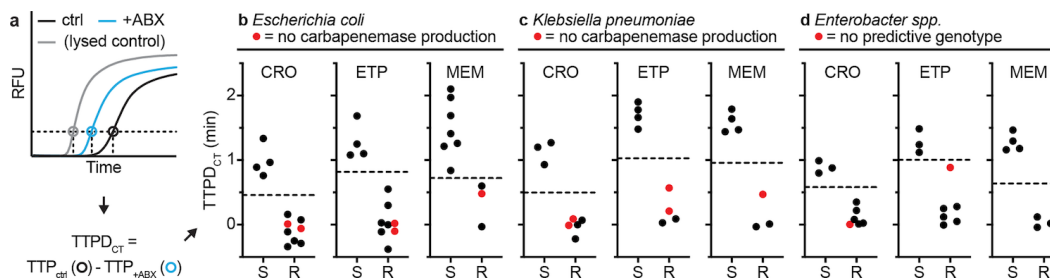 a
ctrl
+ABX
(lysed control)
RFU
Time
TTPD_CT =
TTP_ctrl (O) - TTP_+ABX (O)
b Escherichia coli
= no carbapenemase production
CRO ETP MEM
TTPD_CT (min)
2
1
0
S R S R S R
c Klebsiella pneumoniae
= no carbapenemase production
CRO ETP MEM
S R S R S R
d Enterobacter spp.
= no predictive genotype
CRO ETP MEM
S R S R S R